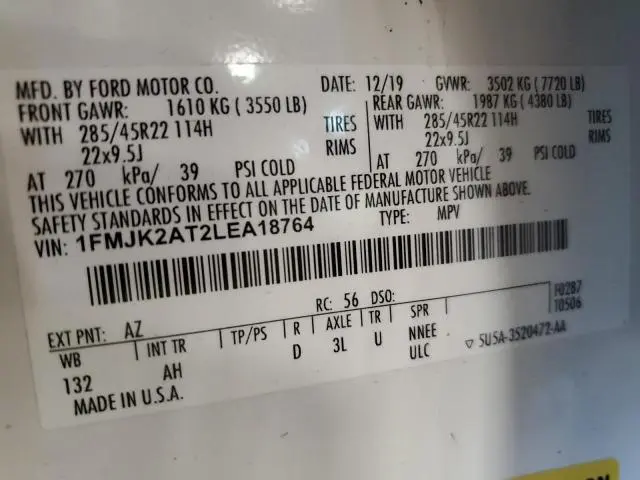 MFD. BY FORD MOTOR CO. DATE: 12/19 GVWR: 3502 KG ( 7720 LB)
FRONT GAWR: 1610 KG ( 3550 LB) REAR GAWR: 1987 KG ( 4380 LB)
WITH 285/45R22 114H TIRES WITH 285/45R22 114H TIRES
22x9.5J RIMS 22x9.5J RIMS
AT 270 kPa/ 39 PSI COLD AT 270 kPa/ 39 PSI COLD
THIS VEHICLE CONFORMS TO ALL APPLICABLE FEDERAL MOTOR VEHICLE
SAFETY STANDARDS IN EFFECT ON THE DATE OF MANUFACTURE SHOWN ABOVE.
VIN: 1FMJK2AT2LEA18764 TYPE: MPV
F0287
T0506
EXT PNT: AZ RC: 56 DSO:
WB INT TR TP/PS R AXLE TR SPR
132 AH D 3L U NNEE
ULC
▽ 5U5A-3520472-AA
MADE IN U.S.A.